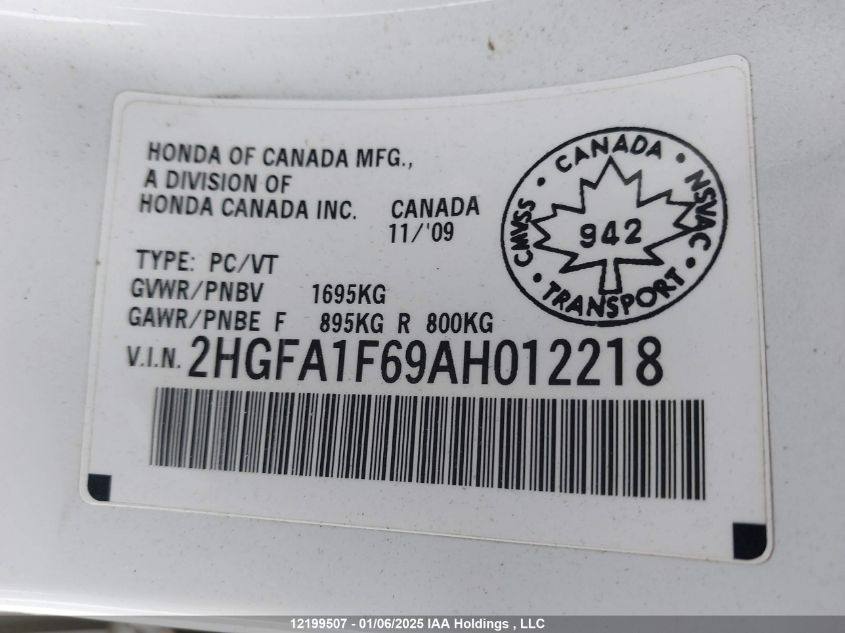 HONDA OF CANADA MFG.,
A DIVISION OF
HONDA CANADA INC. CANADA
11/'09
TYPE: PC/VT
GVWR/PNBV 1695KG
GAWR/PNBE F 895KG R 800KG
V.I.N. 2HGFA1F69AH012218
• CANADA • NSVAC • TRANSPORT • CMVSS
942
12199507 - 01/06/2025 IAA Holdings , LLC